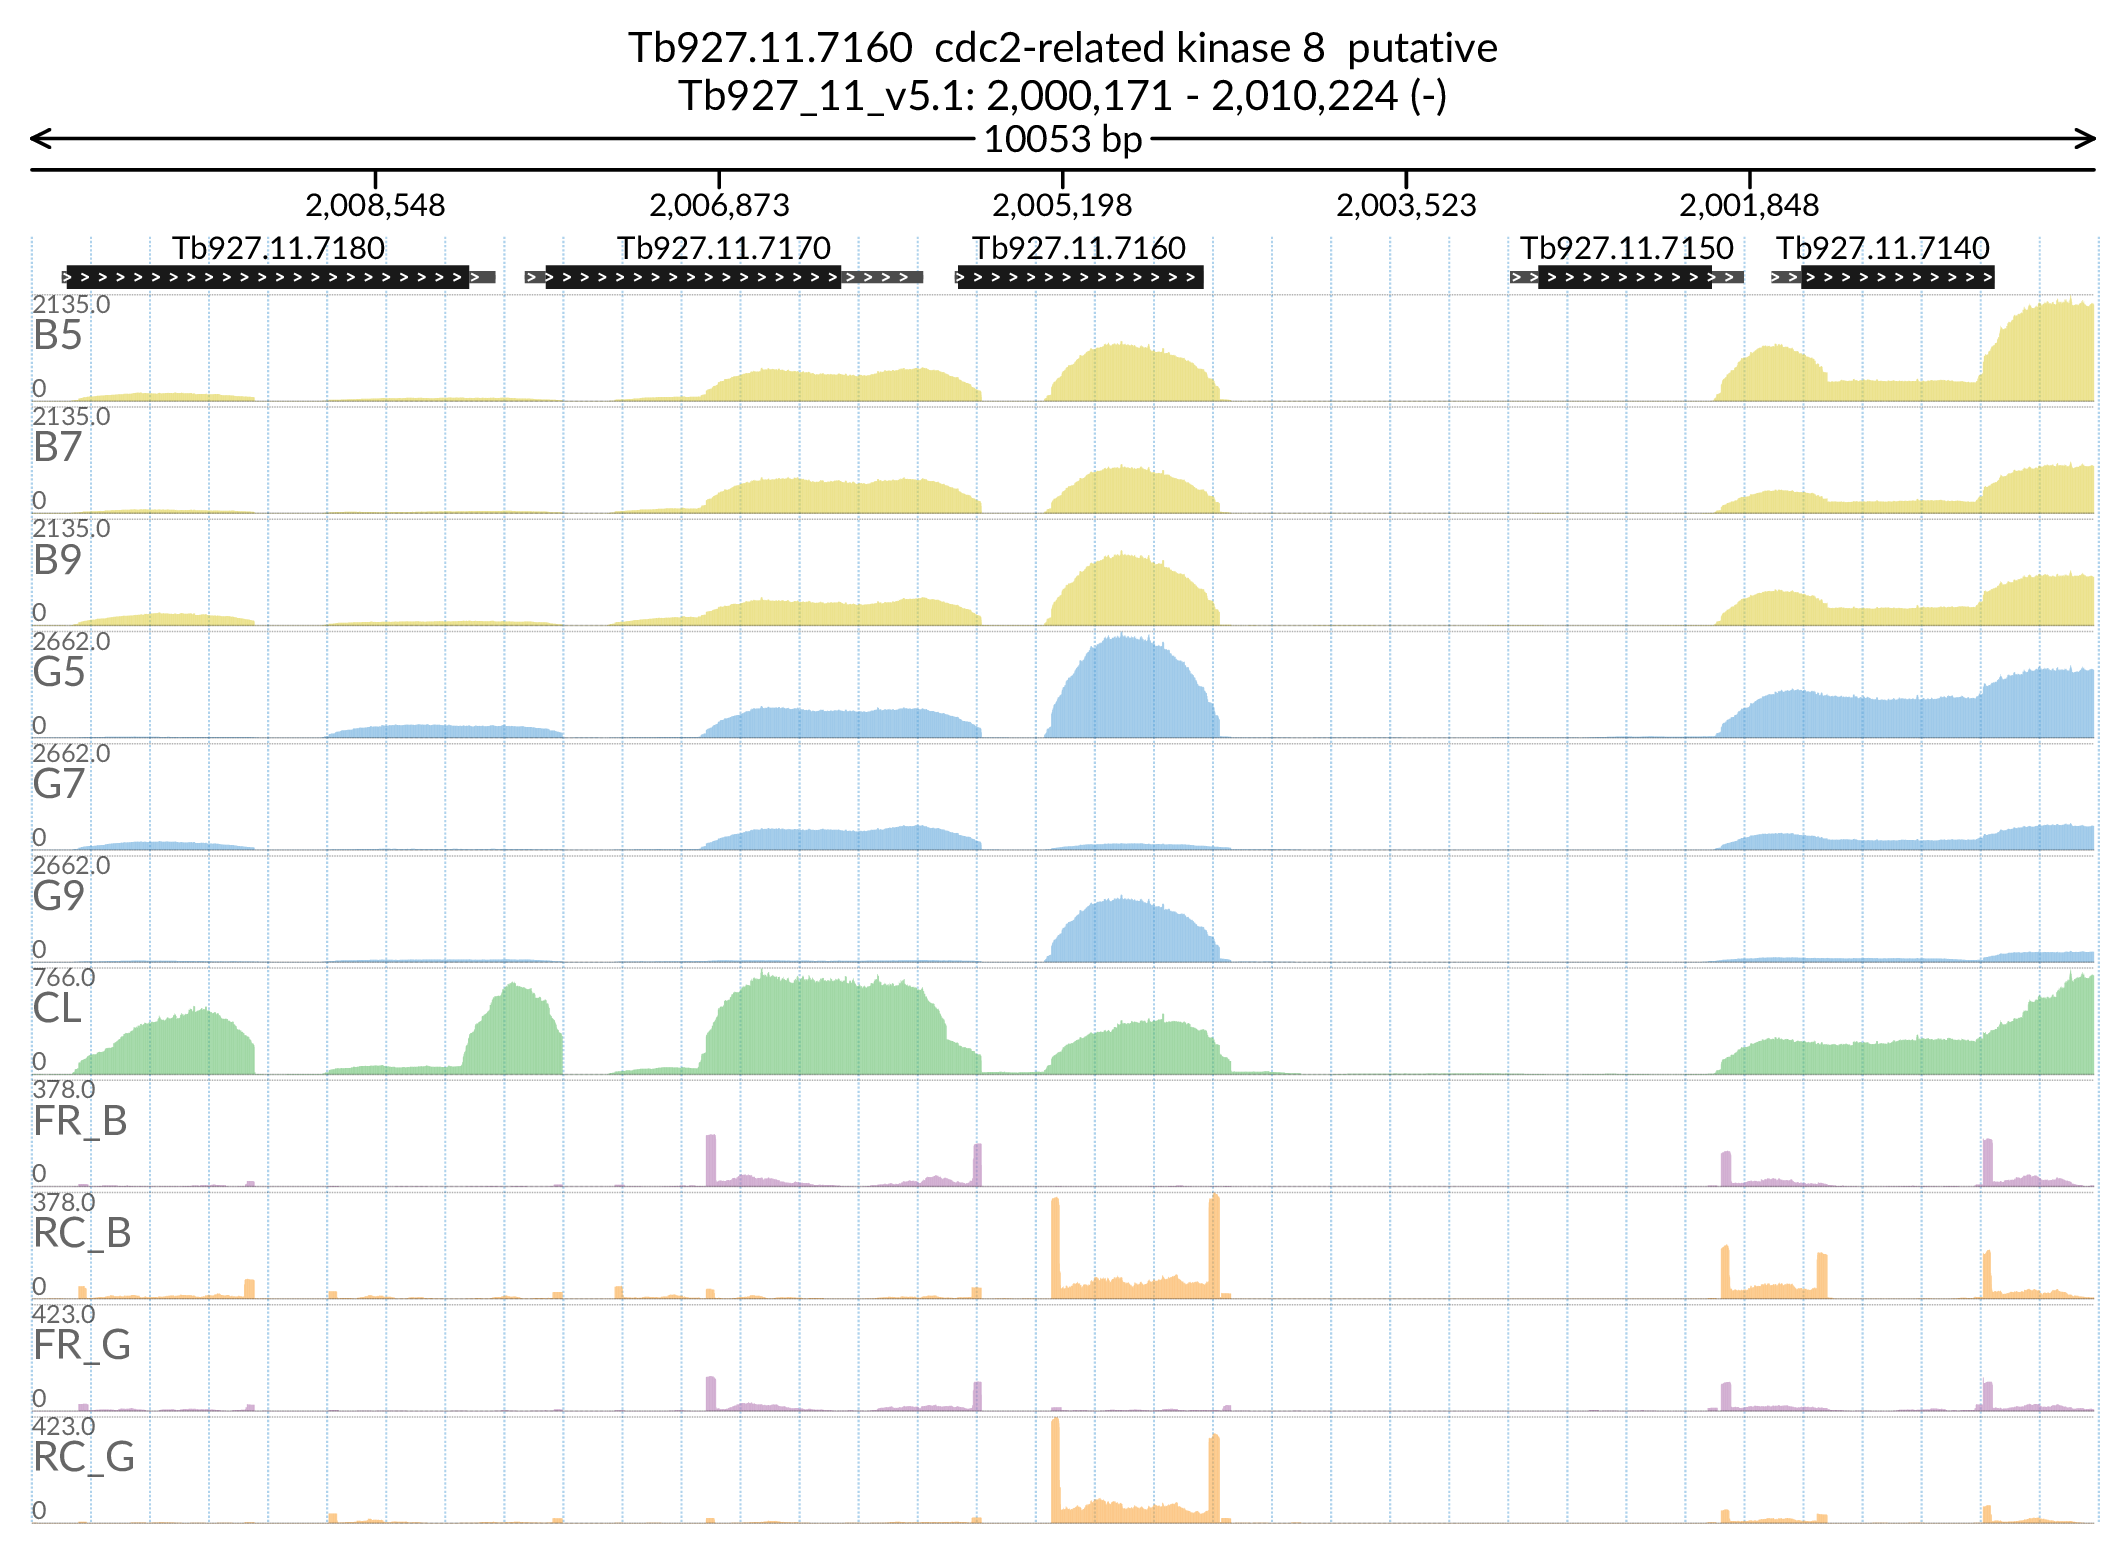 Tb927.11.7160  cdc2-related kinase 8  putative
Tb927_11_v5.1: 2,000,171 - 2,010,224 (-)
10053 bp
2,008,548 2,006,873 2,005,198 2,003,523 2,001,848
Tb927.11.7180 Tb927.11.7170 Tb927.11.7160 Tb927.11.7150 Tb927.11.7140
2135.0
B5
0
2135.0
B7
0
2135.0
B9
0
2662.0
G5
0
2662.0
G7
0
2662.0
G9
0
766.0
CL
0
378.0
FR_B
0
378.0
RC_B
0
423.0
FR_G
0
423.0
RC_G
0